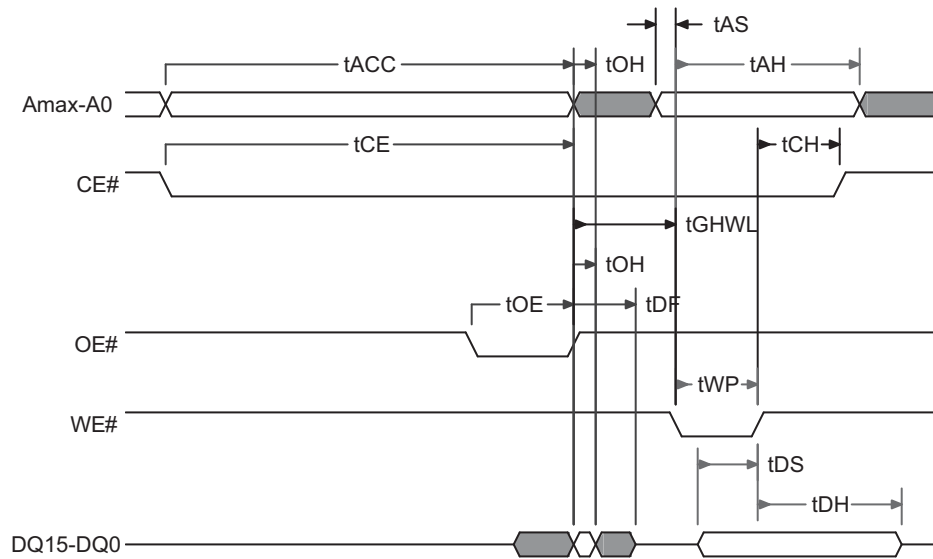 tAS
tACC
tOH
tAH
Amax-A0
tCE
tCH
CE#
tGHWL
tOH
tOE
tDF
OE#
tWP
WE#
tDS
tDH
DQ15-DQ0